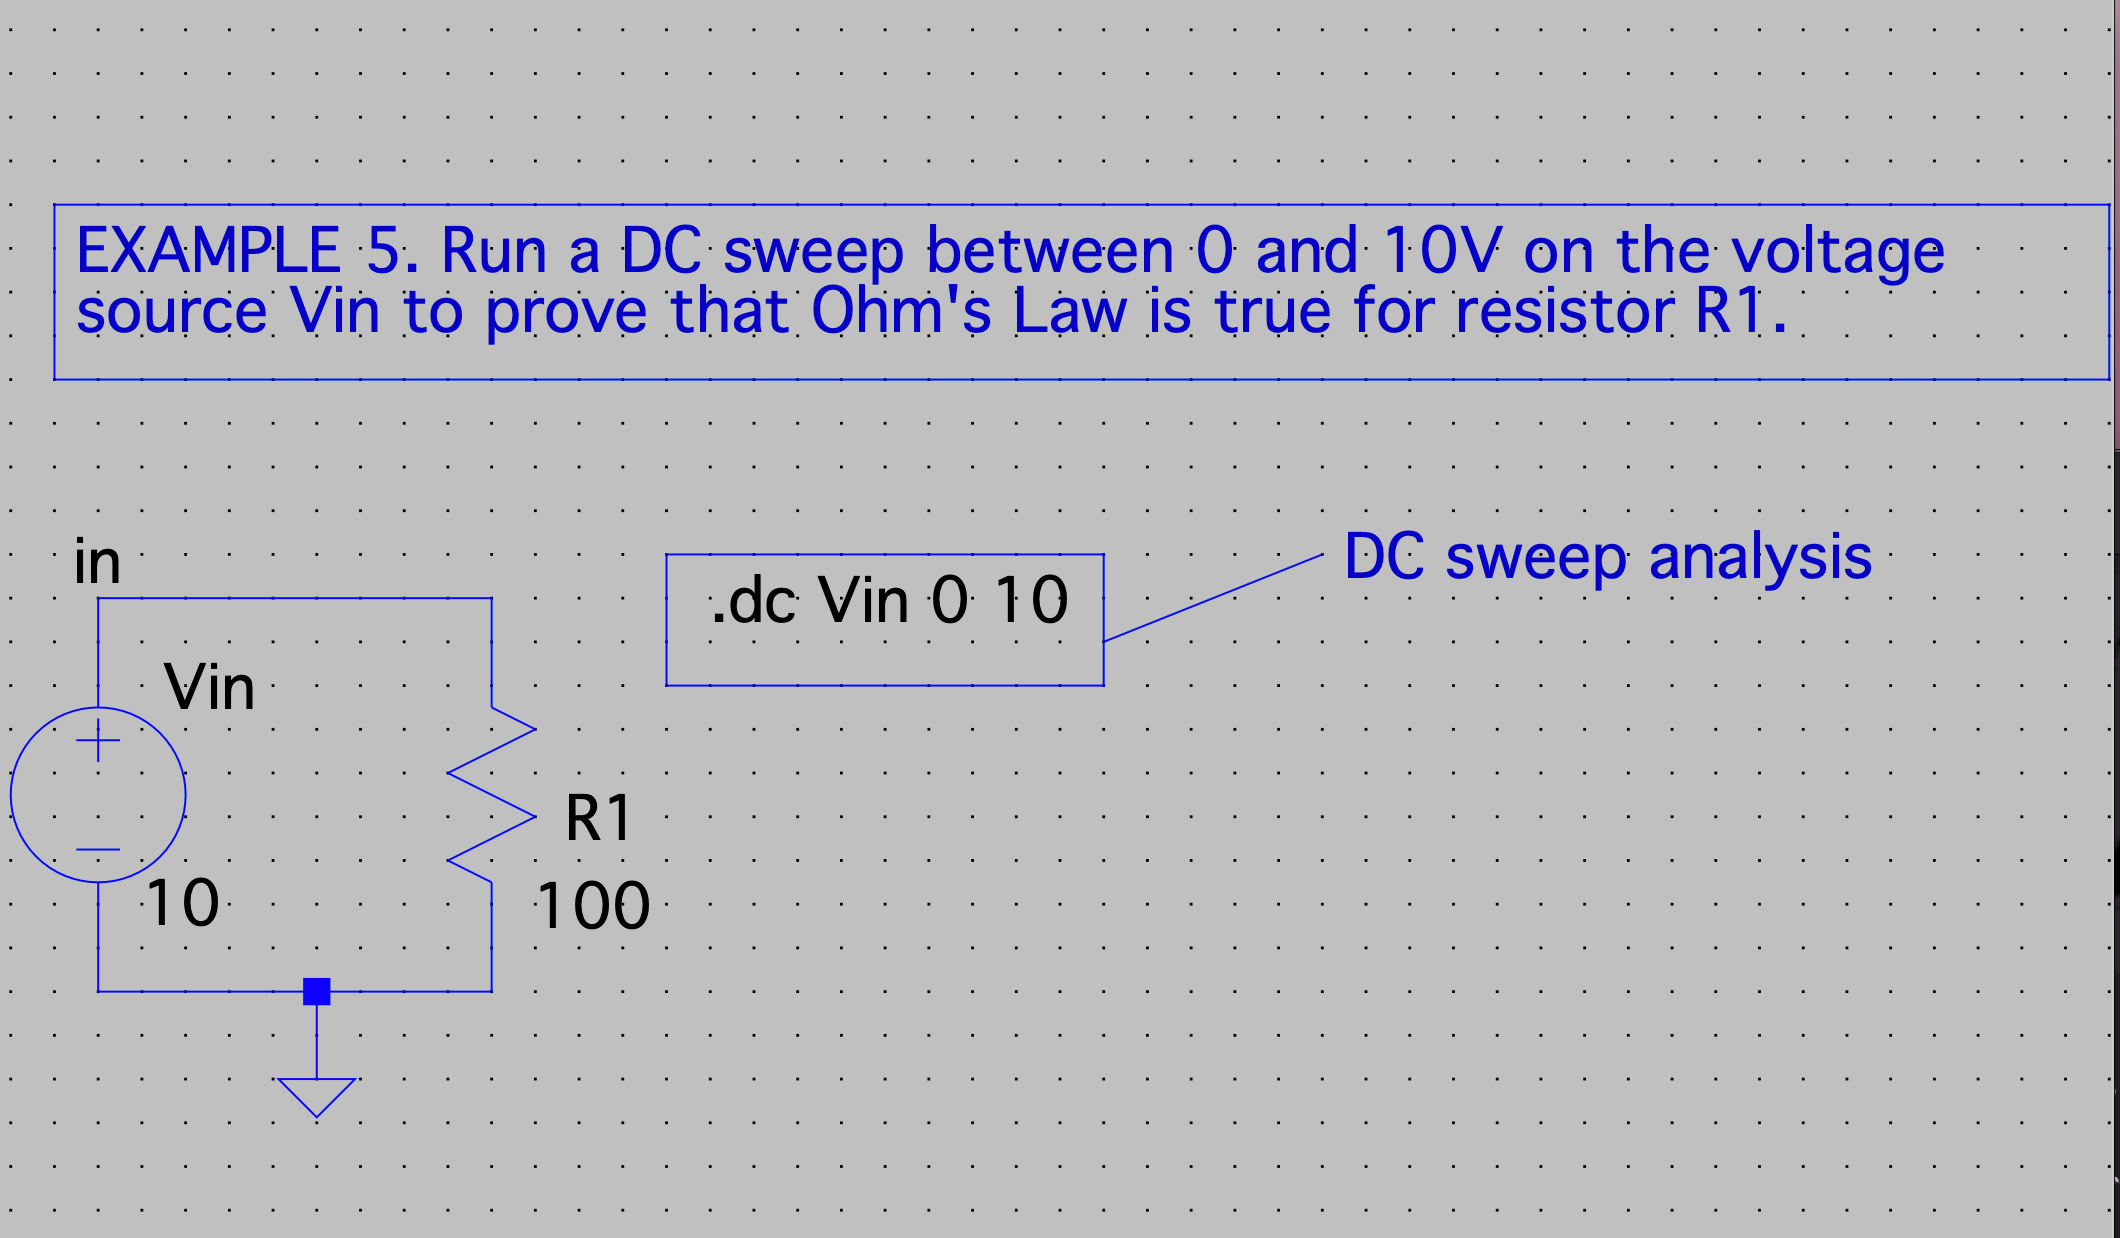 EXAMPLE 5. Run a DC sweep between 0 and 10V on the voltage
source Vin to prove that Ohm's Law is true for resistor R1.
in
.dc Vin 0 10
DC sweep analysis
Vin
+
−
R1
10
100